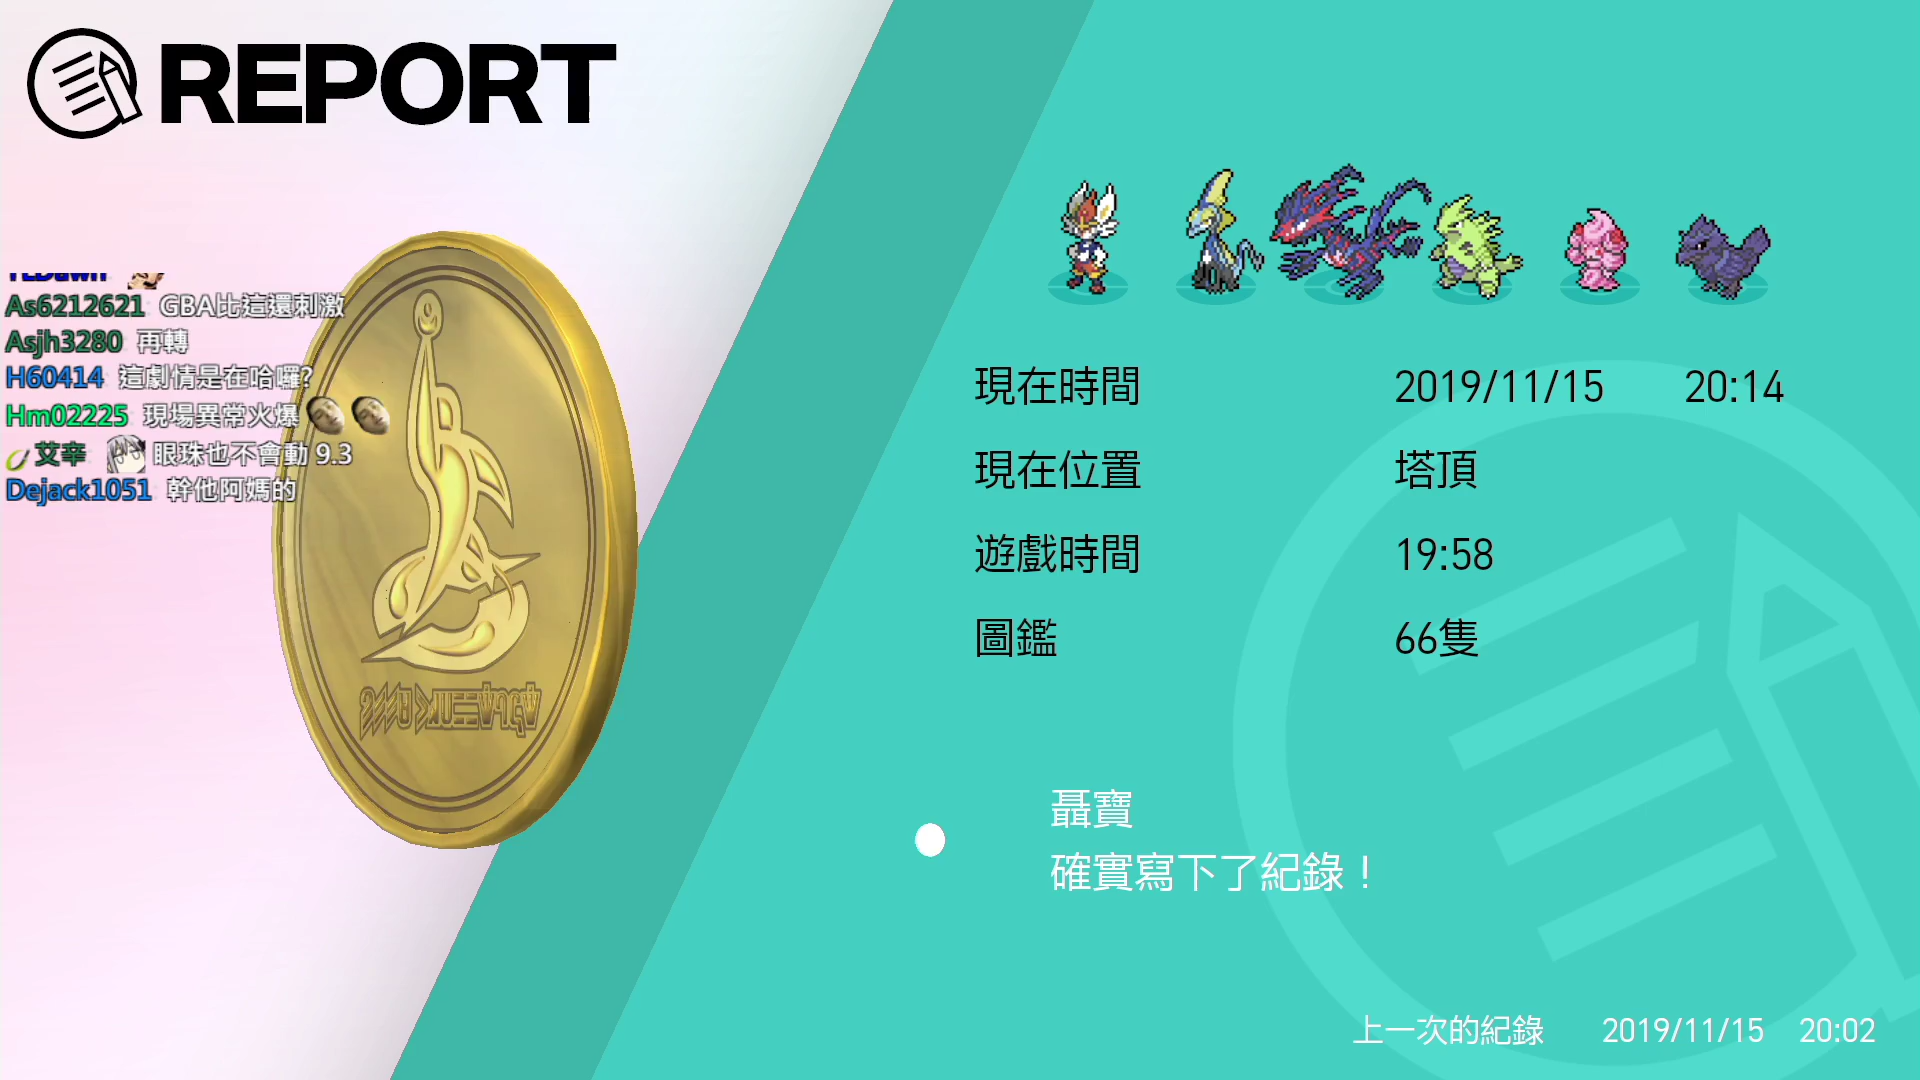 REPORT
As6212621 GBA比這還刺激
Asjh3280 再轉
H60414 這劇情是在哈囉?
Hm02225 現場異常火爆
艾幸 眼珠也不會動 9.3
Dejack1051 幹他阿媽的
現在時間 2019/11/15 20:14
現在位置 塔頂
遊戲時間 19:58
圖鑑 66隻
聶寶
確實寫下了紀錄！
上一次的紀錄 2019/11/15 20:02